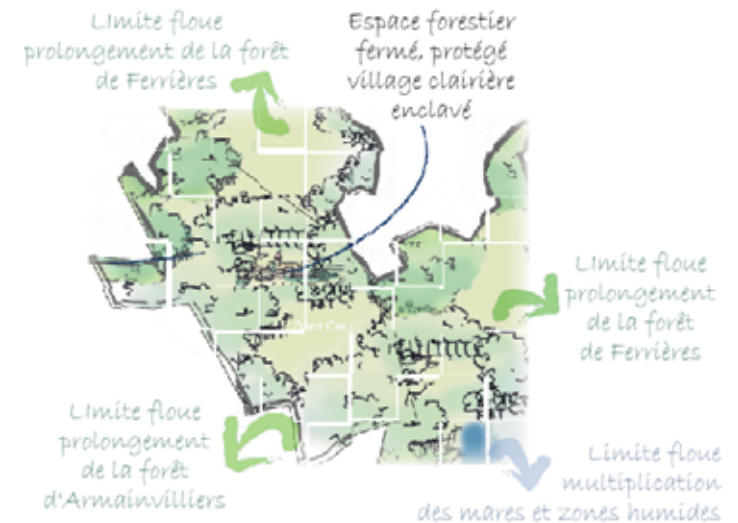 LImite floue
prolongement de la forêt
de Ferrières
Espace forestier
fermé, protégé
village clairière
enclavé
LImite floue
prolongement
de la forêt
de Ferrières
LImite floue
prolongement
de la forêt
d'Armainvilliers
Limite floue
multiplication
des mares et zones humides